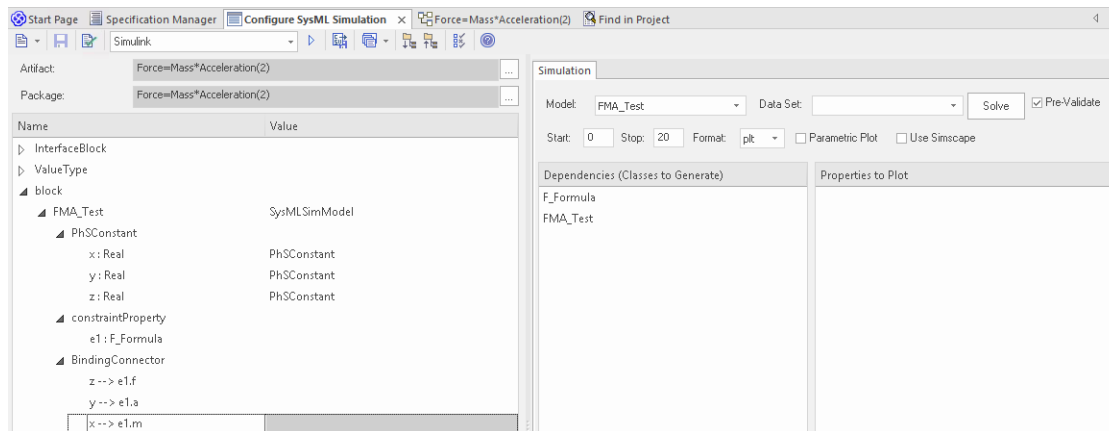 Start Page Specification Manager Configure SysML Simulation × Force=Mass*Acceleration(2) Find in Project
Simulink
Artifact: Force=Mass*Acceleration(2) ...
Package: Force=Mass*Acceleration(2) ...
Name Value
InterfaceBlock
ValueType
block
FMA_Test SysMLSimModel
PhSConstant
x : Real PhSConstant
y : Real PhSConstant
z : Real PhSConstant
constraintProperty
e1 : F_Formula
BindingConnector
z --> e1.f
y --> e1.a
x --> e1.m
Simulation
Model: FMA_Test Data Set: Solve Pre-Validate
Start: 0 Stop: 20 Format: plt Parametric Plot Use Simscape
Dependencies (Classes to Generate) Properties to Plot
F_Formula
FMA_Test